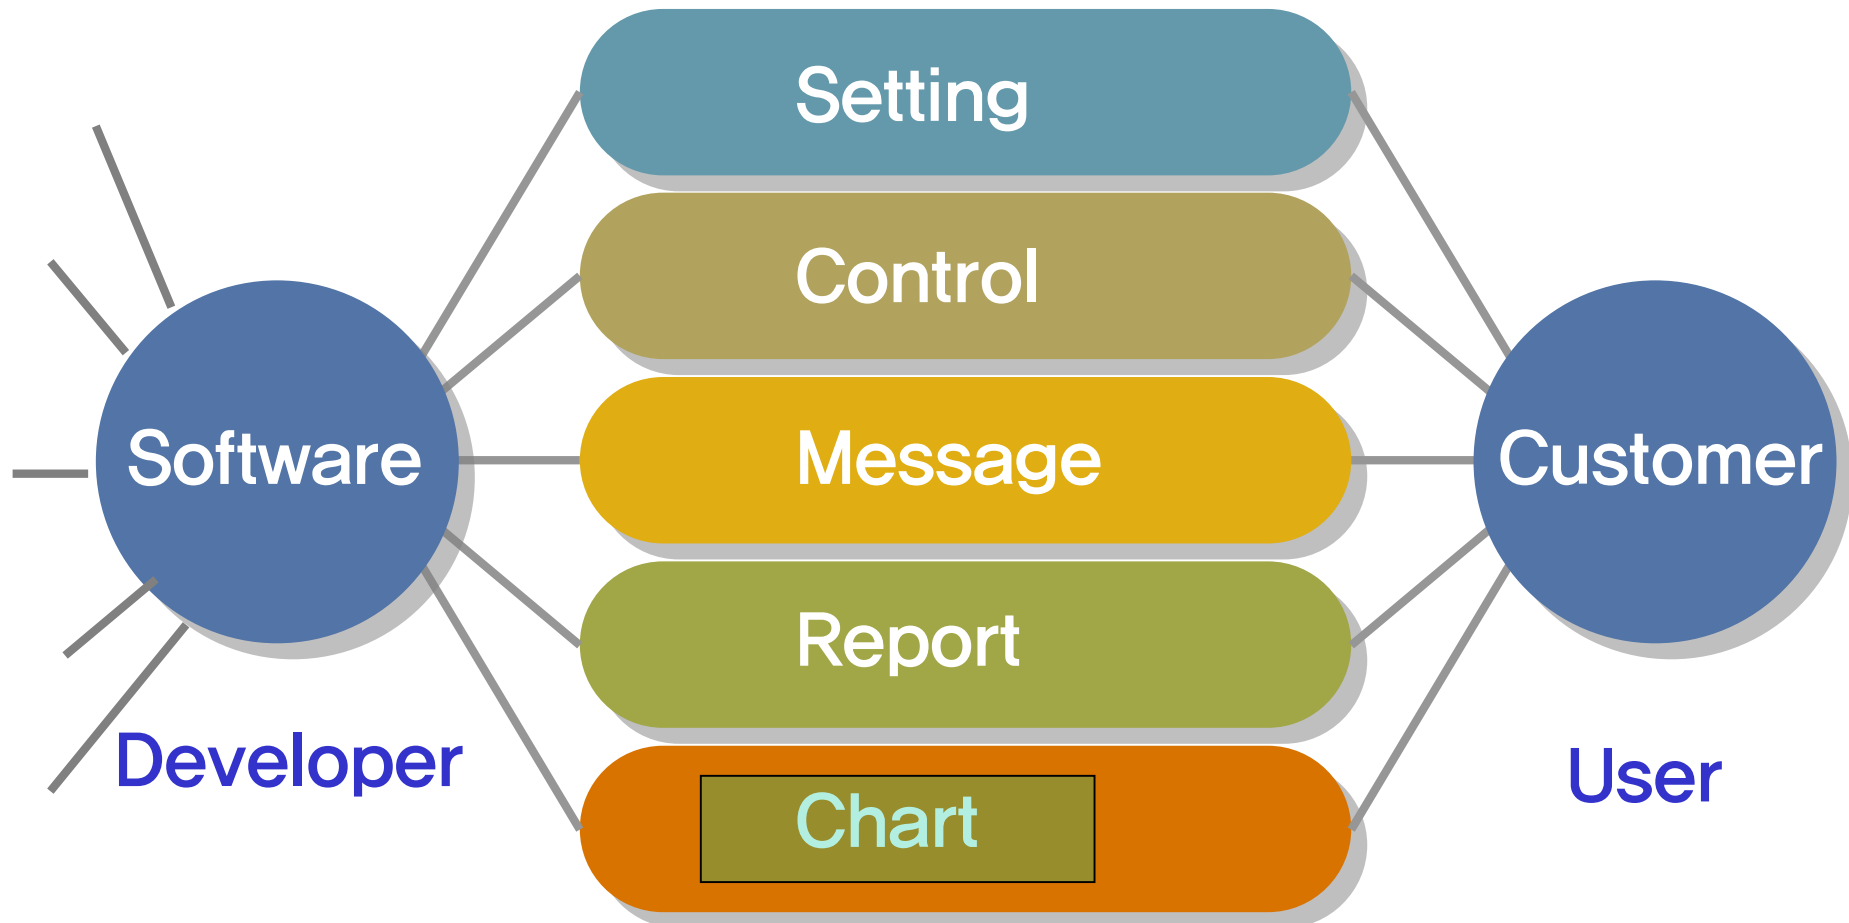 Setting
Control
Message
Report
Chart
Software
Customer
Developer
User